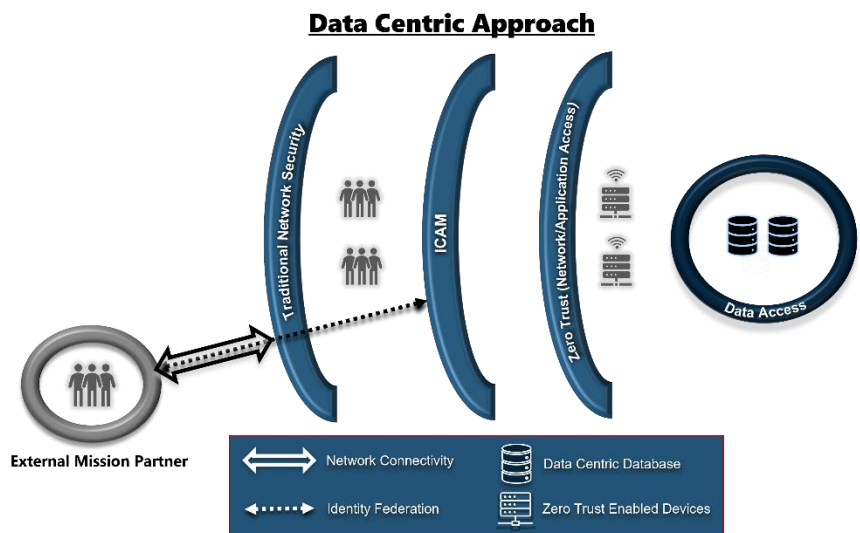 Data Centric Approach
Traditional Network Security
ICAM
Zero Trust (Network/Application Access)
Data Access
External Mission Partner
Network Connectivity
Data Centric Database
Identity Federation
Zero Trust Enabled Devices